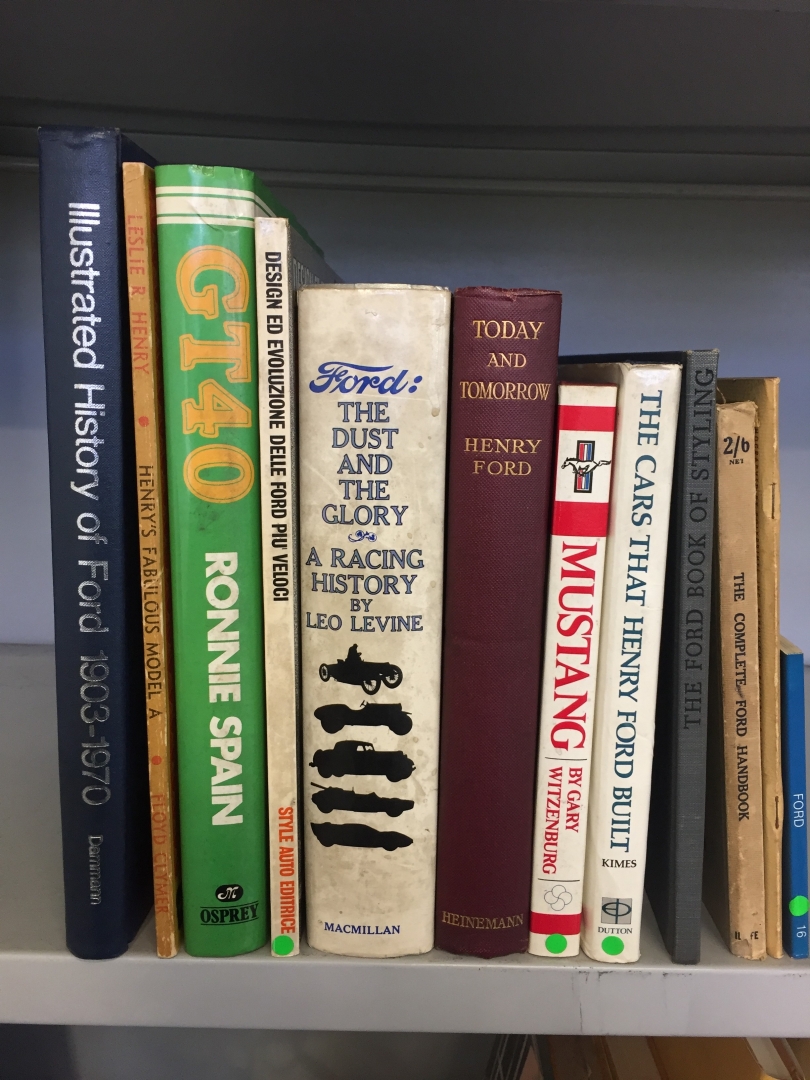 Illustrated History of Ford 1903-1970
Dammann
LESLIE R. HENRY
HENRY'S FABULOUS MODEL A
FLOYD CLYMER
GT40
RONNIE SPAIN
OSPREY
DESIGN ED EVOLUZIONE DELLE FORD PIU' VELOCI
STYLE AUTO EDITRICE
Ford:
THE
DUST
AND
THE
GLORY
A RACING
HISTORY
BY
LEO LEVINE
MACMILLAN
TODAY
AND
TOMORROW
HENRY
FORD
HEINEMANN
MUSTANG
BY GARY
WITZENBURG
THE CARS THAT HENRY FORD BUILT
KIMES
DUTTON
THE FORD BOOK OF STYLING
2/6
NET
THE COMPLETE FORD HANDBOOK
FORD
16